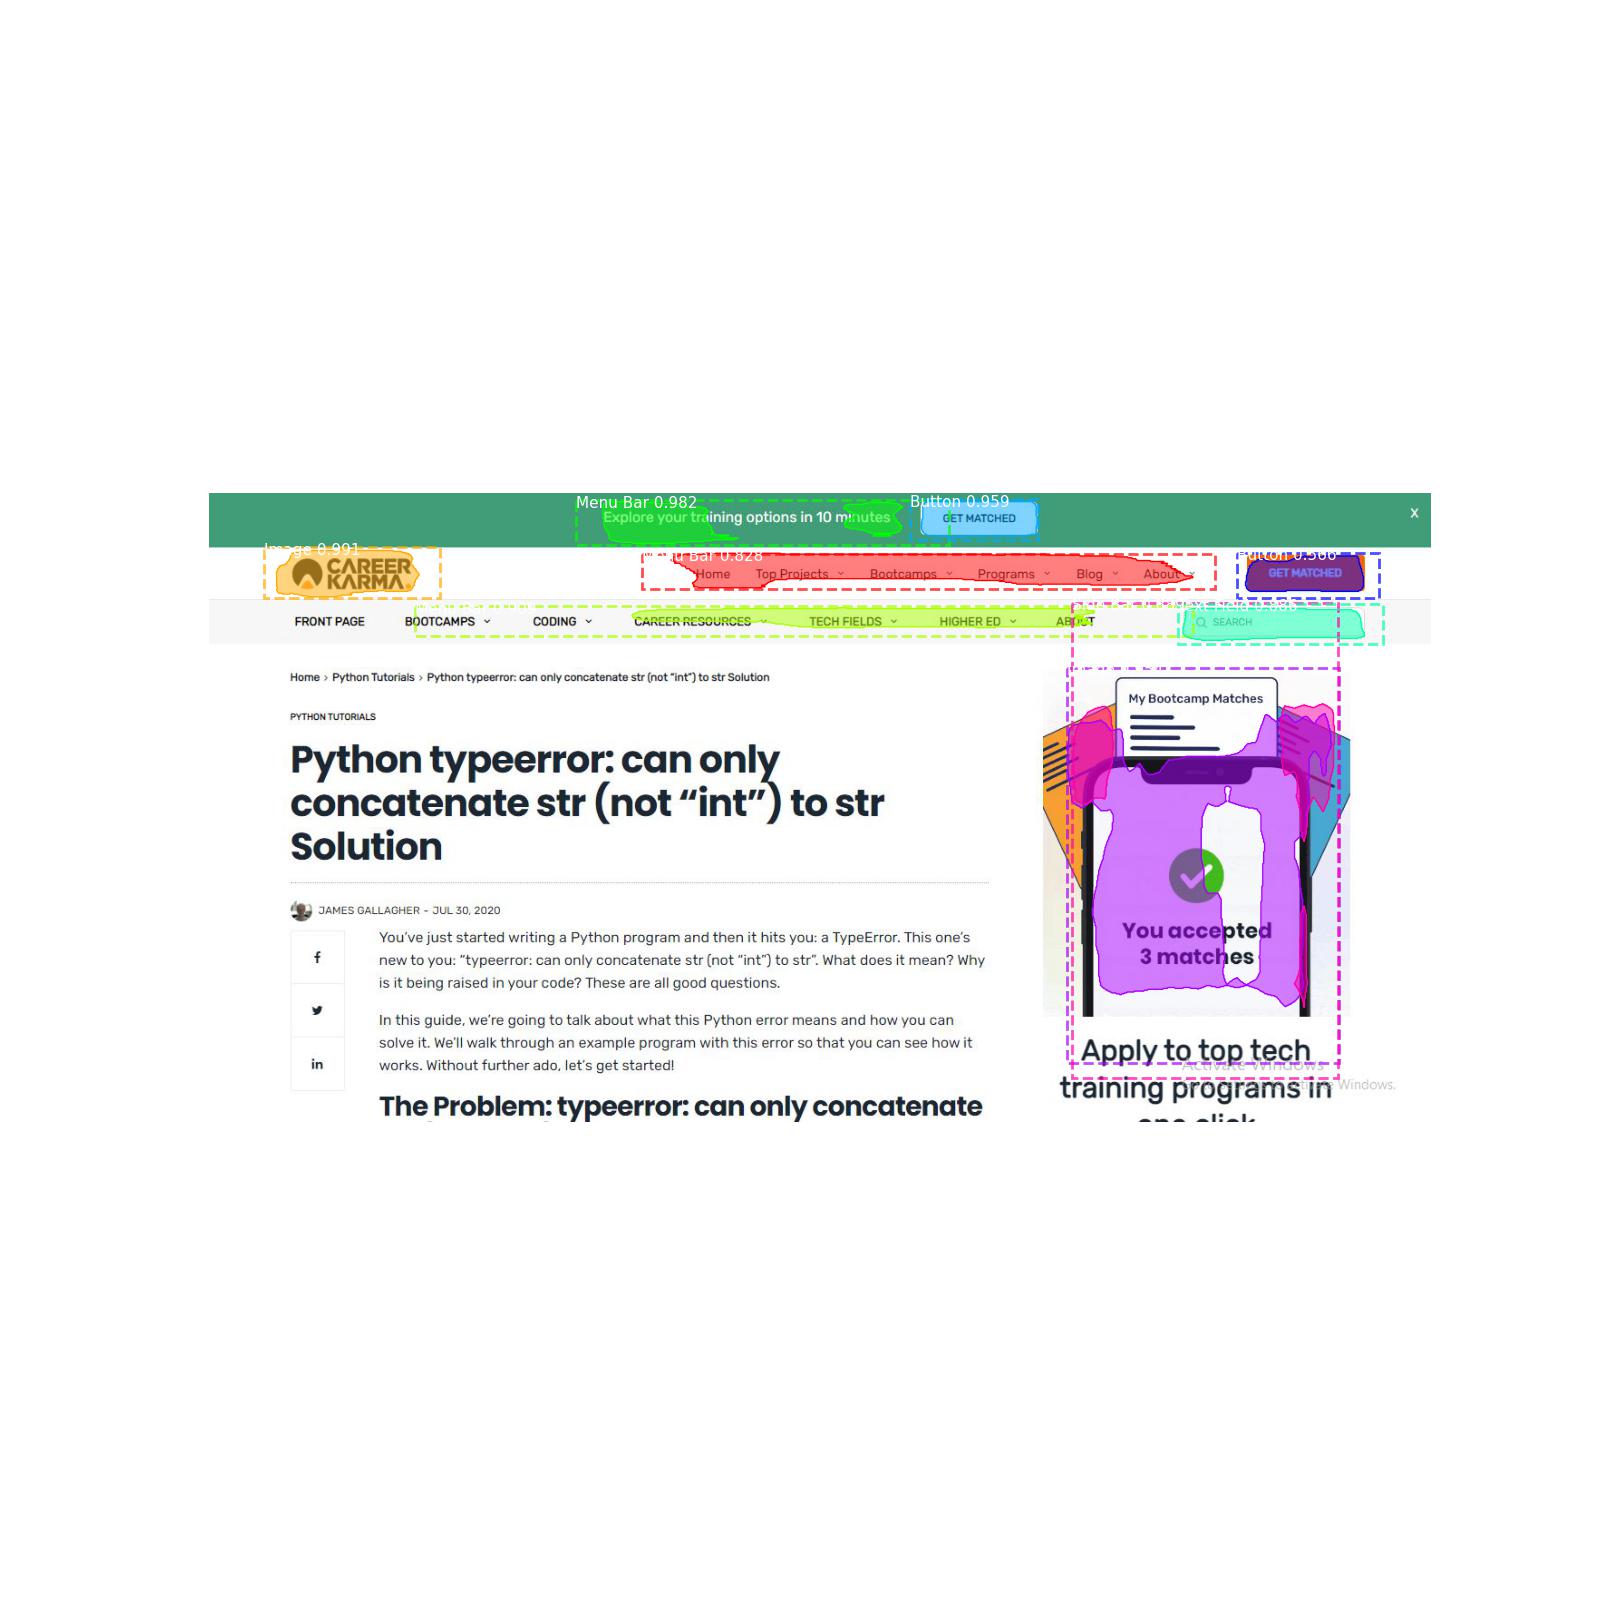 Menu Bar 0.982
Button 0.959
Explore your training options in 10 minutes
GET MATCHED
x
Image 0.991
Menu Bar 0.828
CAREER
KARMA
Home
Top Projects
Bootcamps
Programs
Blog
About
GET MATCHED
FRONT PAGE
BOOTCAMPS
CODING
CAREER RESOURCES
TECH FIELDS
HIGHER ED
ABOUT
SEARCH
Home › Python Tutorials › Python typeerror: can only concatenate str (not “int”) to str Solution
PYTHON TUTORIALS
Python typeerror: can only
concatenate str (not “int”) to str
Solution
JAMES GALLAGHER - JUL 30, 2020
You’ve just started writing a Python program and then it hits you: a TypeError. This one’s
new to you: “typeerror: can only concatenate str (not “int”) to str”. What does it mean? Why
is it being raised in your code? These are all good questions.
In this guide, we’re going to talk about what this Python error means and how you can
solve it. We’ll walk through an example program with this error so that you can see how it
works. Without further ado, let’s get started!
The Problem: typeerror: can only concatenate
My Bootcamp Matches
You accepted
3 matches
Apply to top tech
training programs in
one click
Activate Windows
Windows.